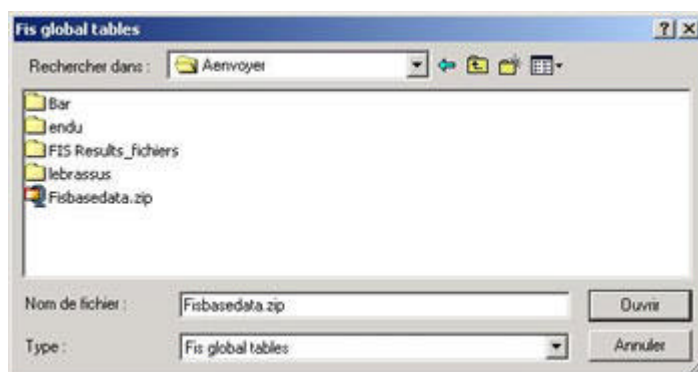 Fis global tables
Rechercher dans : Aenvoyer
Bar
endu
FIS Results_fichiers
lebrassus
Fisbasedata.zip
Nom de fichier : Fisbasedata.zip Ouvrir
Type : Fis global tables Annuler